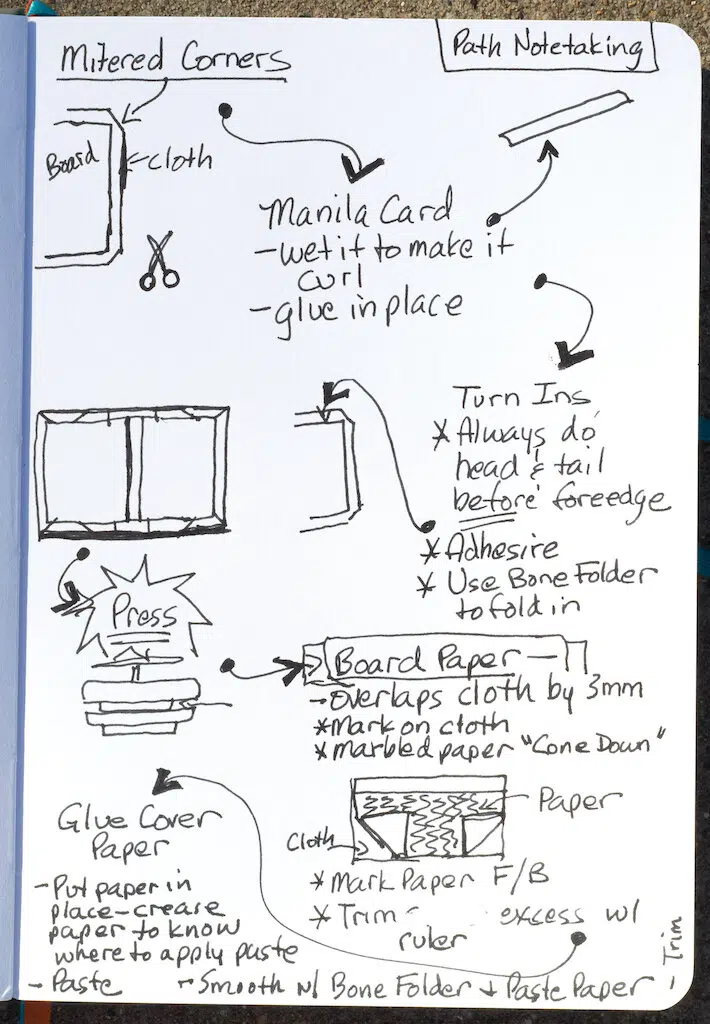 Path Notetaking
Mitered Corners
Board
cloth
Manila Card
- wet it to make it
curl
- glue in place
Turn Ins
* Always do
head & tail
before foreedge
* Adhesive
* Use Bone Folder
to fold in
Press
Board Paper -
- overlaps cloth by 3mm
* Mark on cloth
* marbled paper "Cone Down"
Paper
Cloth
* Mark Paper F/B
* Trim excess w/
ruler
Glue Cover
Paper
- Put paper in
place - crease
paper to know
where to apply paste
- Paste - Smooth w/ Bone Folder + Paste Paper - Trim